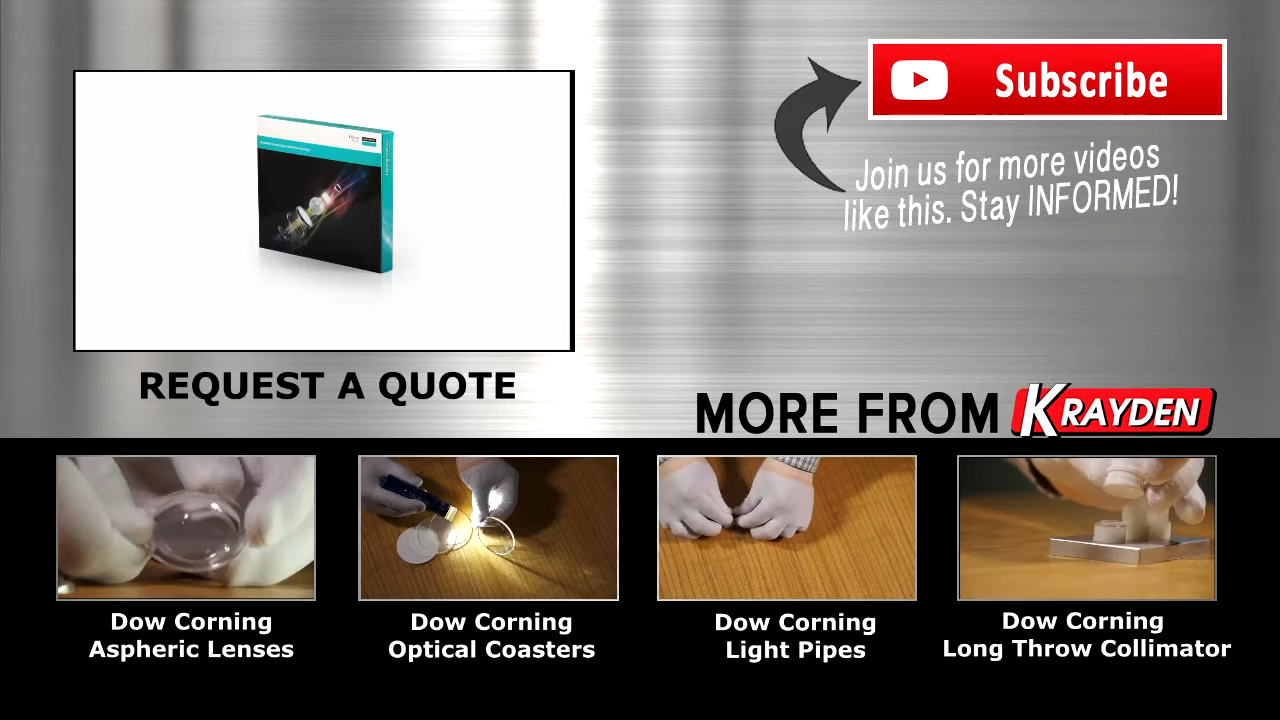 Subscribe
Join us for more videos
like this. Stay INFORMED!
REQUEST A QUOTE
MORE FROM KRAYDEN
Dow Corning
Aspheric Lenses
Dow Corning
Optical Coasters
Dow Corning
Light Pipes
Dow Corning
Long Throw Collimator